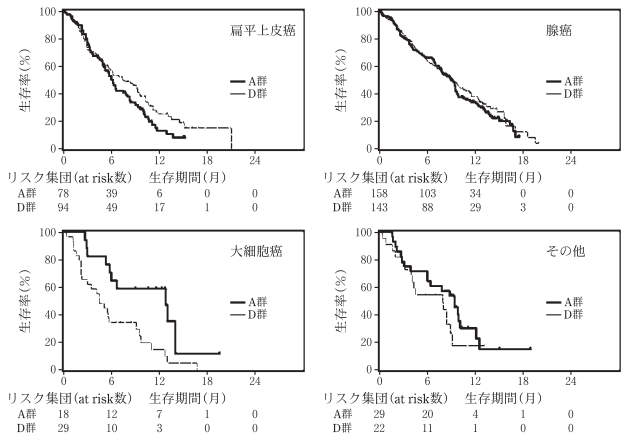 扁平上皮癌
生存率(%)
100
80
60
40
20
0
A群
D群
0 6 12 18 24
リスク集団(at risk数) 生存期間(月)
A群 78 39 6 0 0
D群 94 49 17 1 0
腺癌
生存率(%)
100
80
60
40
20
0
A群
D群
0 6 12 18 24
リスク集団(at risk数) 生存期間(月)
A群 158 103 34 0 0
D群 143 88 29 3 0
大細胞癌
生存率(%)
100
80
60
40
20
0
A群
D群
0 6 12 18 24
リスク集団(at risk数) 生存期間(月)
A群 18 12 7 1 0
D群 29 10 3 0 0
その他
生存率(%)
100
80
60
40
20
0
A群
D群
0 6 12 18 24
リスク集団(at risk数) 生存期間(月)
A群 29 20 4 1 0
D群 22 11 1 0 0